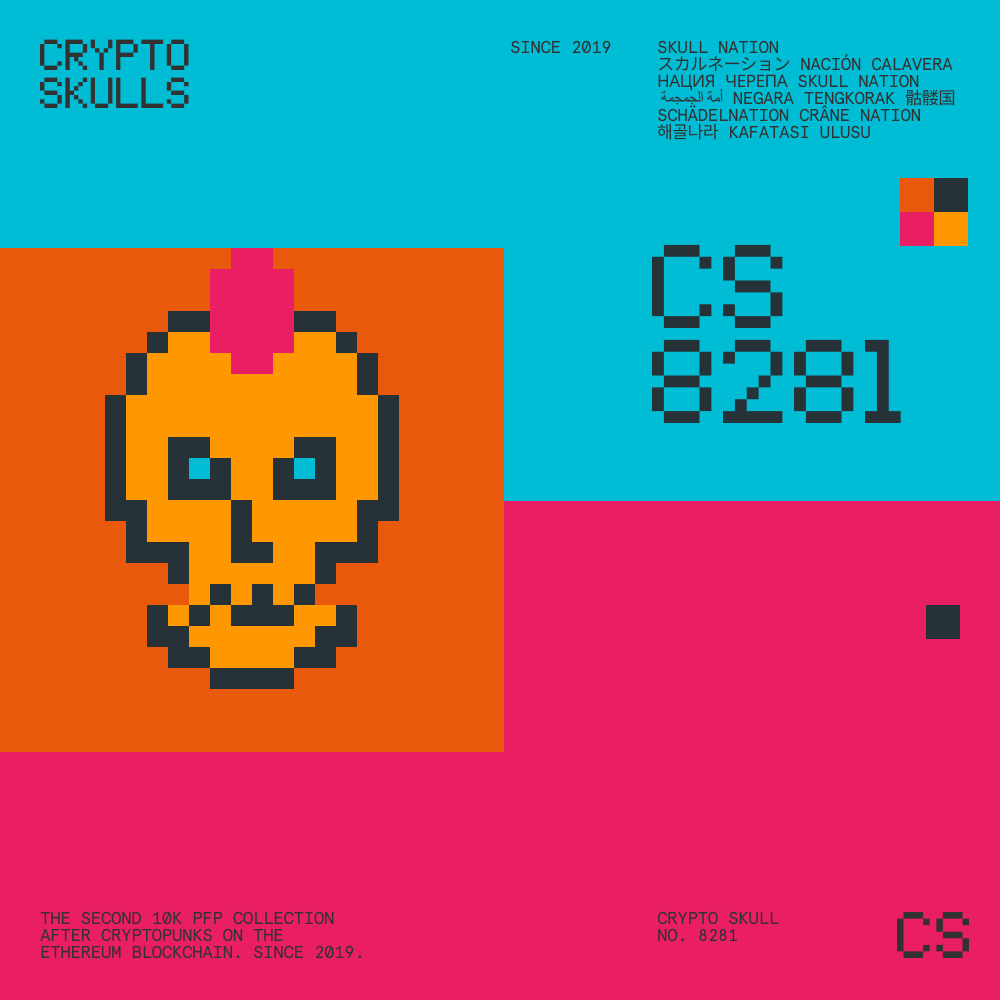 CRYPTO
SKULLS
SINCE 2019
SKULL NATION
スカルネーション NACIÓN CALAVERA
НАЦИЯ ЧЕРЕПА SKULL NATION
أمة الجمجمة NEGARA TENGKORAK 骷髅国
SCHÄDELNATION CRÂNE NATION
해골나라 KAFATASI ULUSU
CS
8281
THE SECOND 10K PFP COLLECTION
AFTER CRYPTOPUNKS ON THE
ETHEREUM BLOCKCHAIN. SINCE 2019.
CRYPTO SKULL
NO. 8281
CS